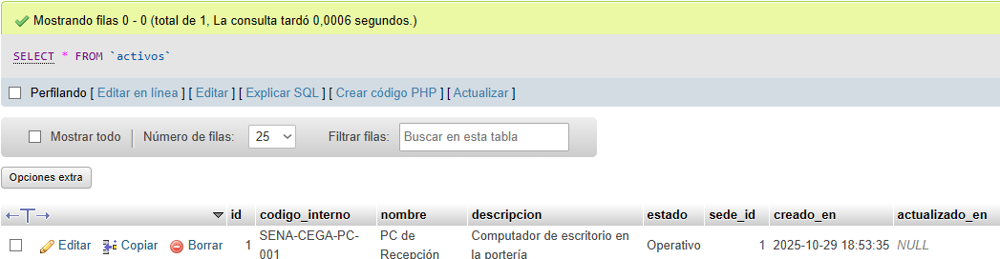 Mostrando filas 0 - 0 (total de 1, La consulta tardó 0,0006 segundos.)
SELECT * FROM `activos`
Perfilando [ Editar en línea ] [ Editar ] [ Explicar SQL ] [ Crear código PHP ] [ Actualizar ]
Mostrar todo | Número de filas: 25 Filtrar filas: Buscar en esta tabla
Opciones extra
←T→ id codigo_interno nombre descripcion estado sede_id creado_en actualizado_en
Editar Copiar Borrar 1 SENA-CEGA-PC-001 PC de Recepción Computador de escritorio en la portería Operativo 1 2025-10-29 18:53:35 NULL